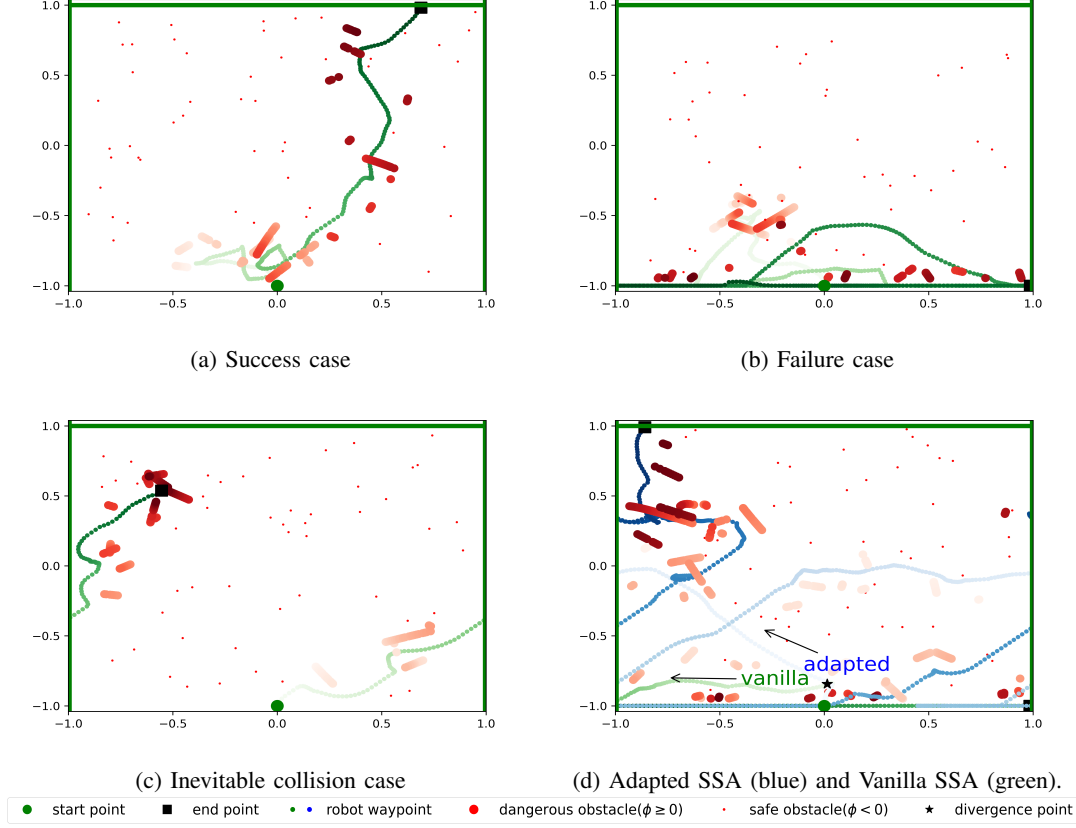 1.0
0.5
0.0
−0.5
−1.0
−1.0 −0.5 0.0 0.5 1.0
(a) Success case
1.0
0.5
0.0
−0.5
−1.0
−1.0 −0.5 0.0 0.5 1.0
(b) Failure case
1.0
0.5
0.0
−0.5
−1.0
−1.0 −0.5 0.0 0.5 1.0
(c) Inevitable collision case
1.0
0.5
0.0
−0.5
−1.0
adapted
vanilla
−1.0 −0.5 0.0 0.5 1.0
(d) Adapted SSA (blue) and Vanilla SSA (green).
start point end point robot waypoint dangerous obstacle(ϕ ≥ 0) safe obstacle(ϕ < 0) divergence point